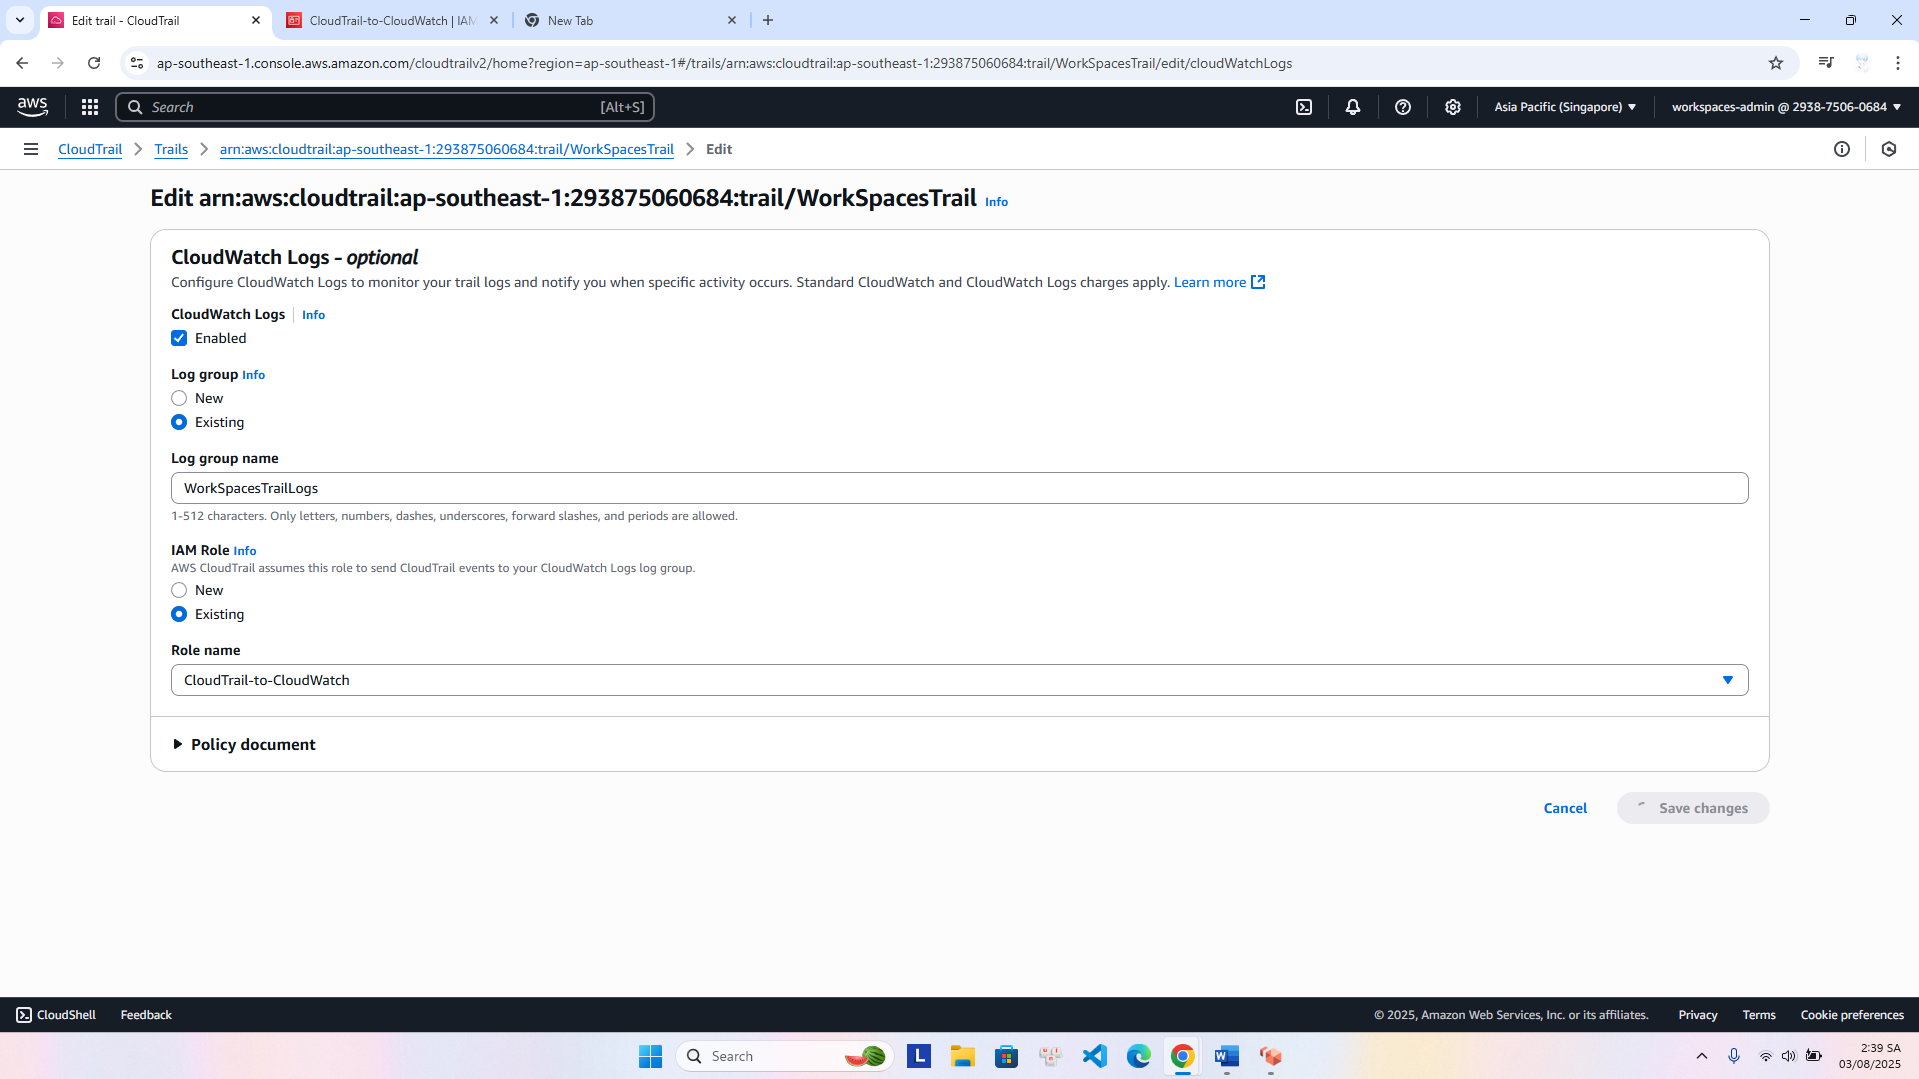 Edit trail - CloudTrail
CloudTrail-to-CloudWatch | IAM
New Tab
ap-southeast-1.console.aws.amazon.com/cloudtrailv2/home?region=ap-southeast-1#/trails/arn:aws:cloudtrail:ap-southeast-1:293875060684:trail/WorkSpacesTrail/edit/cloudWatchLogs
aws
Search
[Alt+S]
Asia Pacific (Singapore)
workspaces-admin @ 2938-7506-0684
CloudTrail
Trails
arn:aws:cloudtrail:ap-southeast-1:293875060684:trail/WorkSpacesTrail
Edit
Edit arn:aws:cloudtrail:ap-southeast-1:293875060684:trail/WorkSpacesTrail Info
CloudWatch Logs - optional
Configure CloudWatch Logs to monitor your trail logs and notify you when specific activity occurs. Standard CloudWatch and CloudWatch Logs charges apply. Learn more
CloudWatch Logs Info
Enabled
Log group Info
New
Existing
Log group name
WorkSpacesTrailLogs
1-512 characters. Only letters, numbers, dashes, underscores, forward slashes, and periods are allowed.
IAM Role Info
AWS CloudTrail assumes this role to send CloudTrail events to your CloudWatch Logs log group.
New
Existing
Role name
CloudTrail-to-CloudWatch
Policy document
Cancel
Save changes
CloudShell
Feedback
© 2025, Amazon Web Services, Inc. or its affiliates.
Privacy
Terms
Cookie preferences
Search
L
W
2:39 SA
03/08/2025